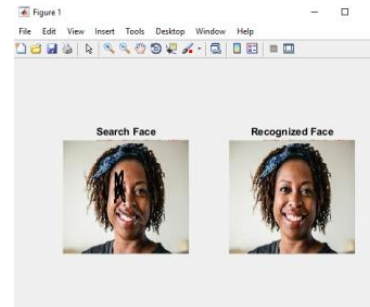 Figure 1
File Edit View Insert Tools Desktop Window Help
Search Face Recognized Face